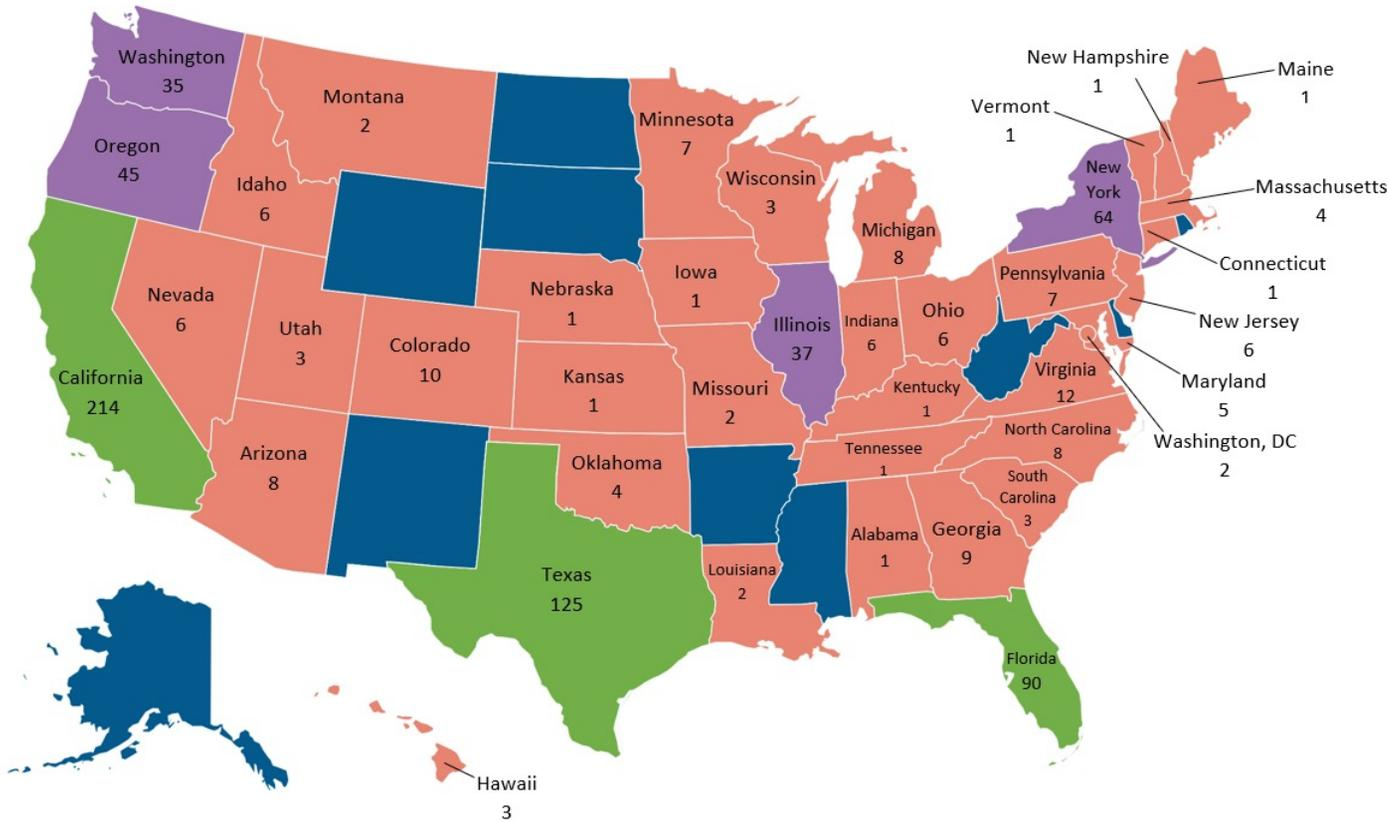 Washington
35
Oregon
45
California
214
Nevada
6
Idaho
6
Montana
2
Utah
3
Arizona
8
Colorado
10
Nebraska
1
Kansas
1
Oklahoma
4
Texas
125
Minnesota
7
Iowa
1
Missouri
2
Louisiana
2
Wisconsin
3
Illinois
37
Michigan
8
Indiana
6
Ohio
6
Kentucky
1
Tennessee
1
Alabama
1
Georgia
9
Florida
90
South
Carolina
3
North Carolina
8
Virginia
12
Pennsylvania
7
New
York
64
Vermont
1
New Hampshire
1
Maine
1
Massachusetts
4
Connecticut
1
New Jersey
6
Maryland
5
Washington, DC
2
Hawaii
3